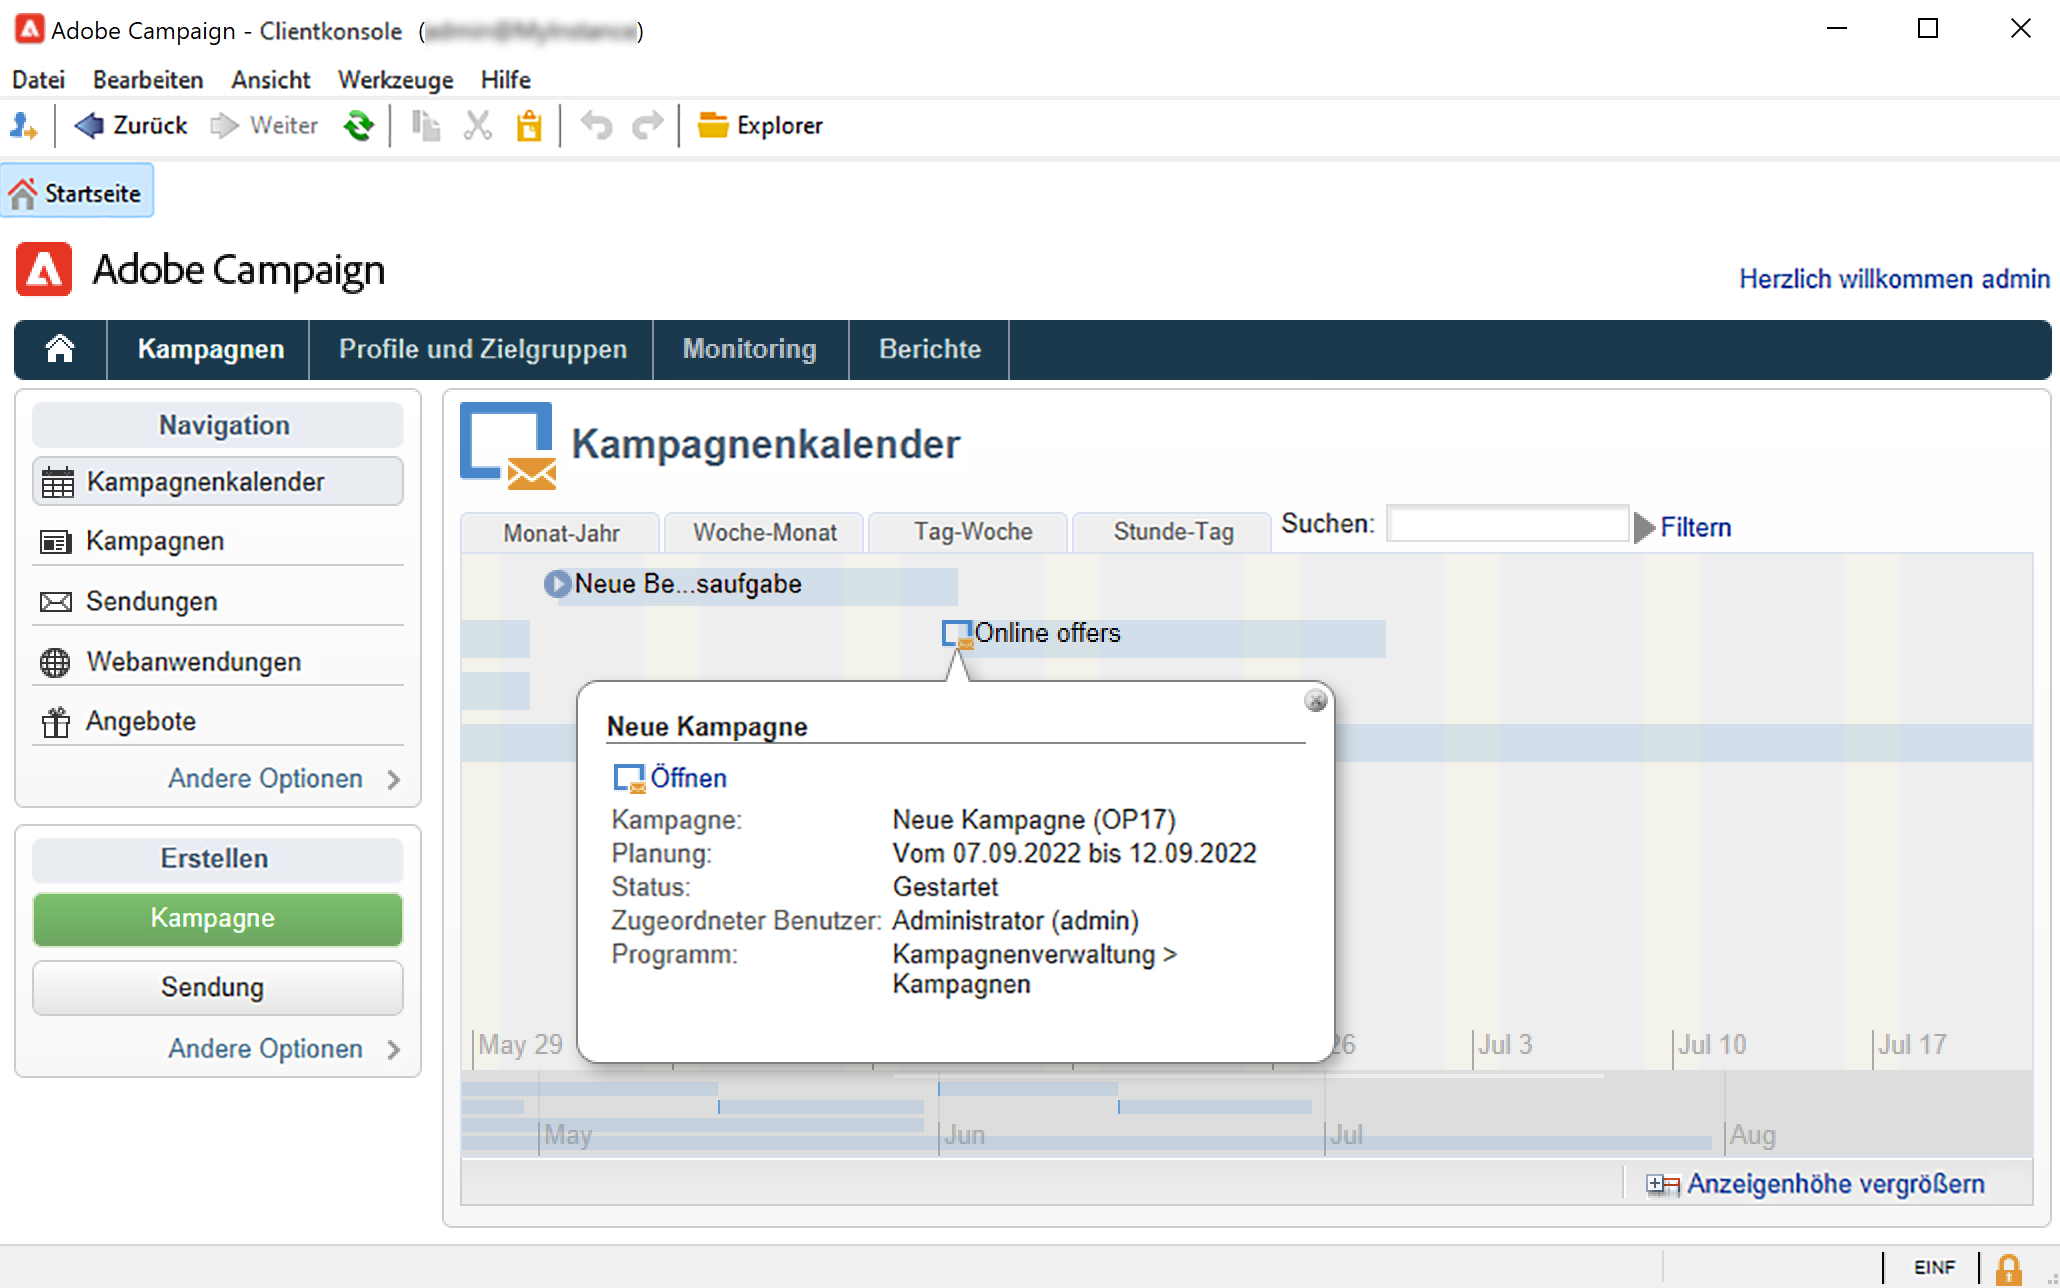 Adobe Campaign - Clientkonsole ( )
Datei Bearbeiten Ansicht Werkzeuge Hilfe
Zurück Weiter Explorer
Startseite
Adobe Campaign
Herzlich willkommen admin
Kampagnen Profile und Zielgruppen Monitoring Berichte
Navigation
Kampagnenkalender
Kampagnen
Sendungen
Webanwendungen
Angebote
Andere Optionen
Erstellen
Kampagne
Sendung
Andere Optionen
Kampagnenkalender
Monat-Jahr Woche-Monat Tag-Woche Stunde-Tag Suchen: Filtern
Neue Be...saufgabe
Online offers
Neue Kampagne
Öffnen
Kampagne: Neue Kampagne (OP17)
Planung: Vom 07.09.2022 bis 12.09.2022
Status: Gestartet
Zugeordneter Benutzer: Administrator (admin)
Programm: Kampagnenverwaltung >
Kampagnen
May 29 26 Jul 3 Jul 10 Jul 17
May Jun Jul Aug
Anzeigenhöhe vergrößern
EINF